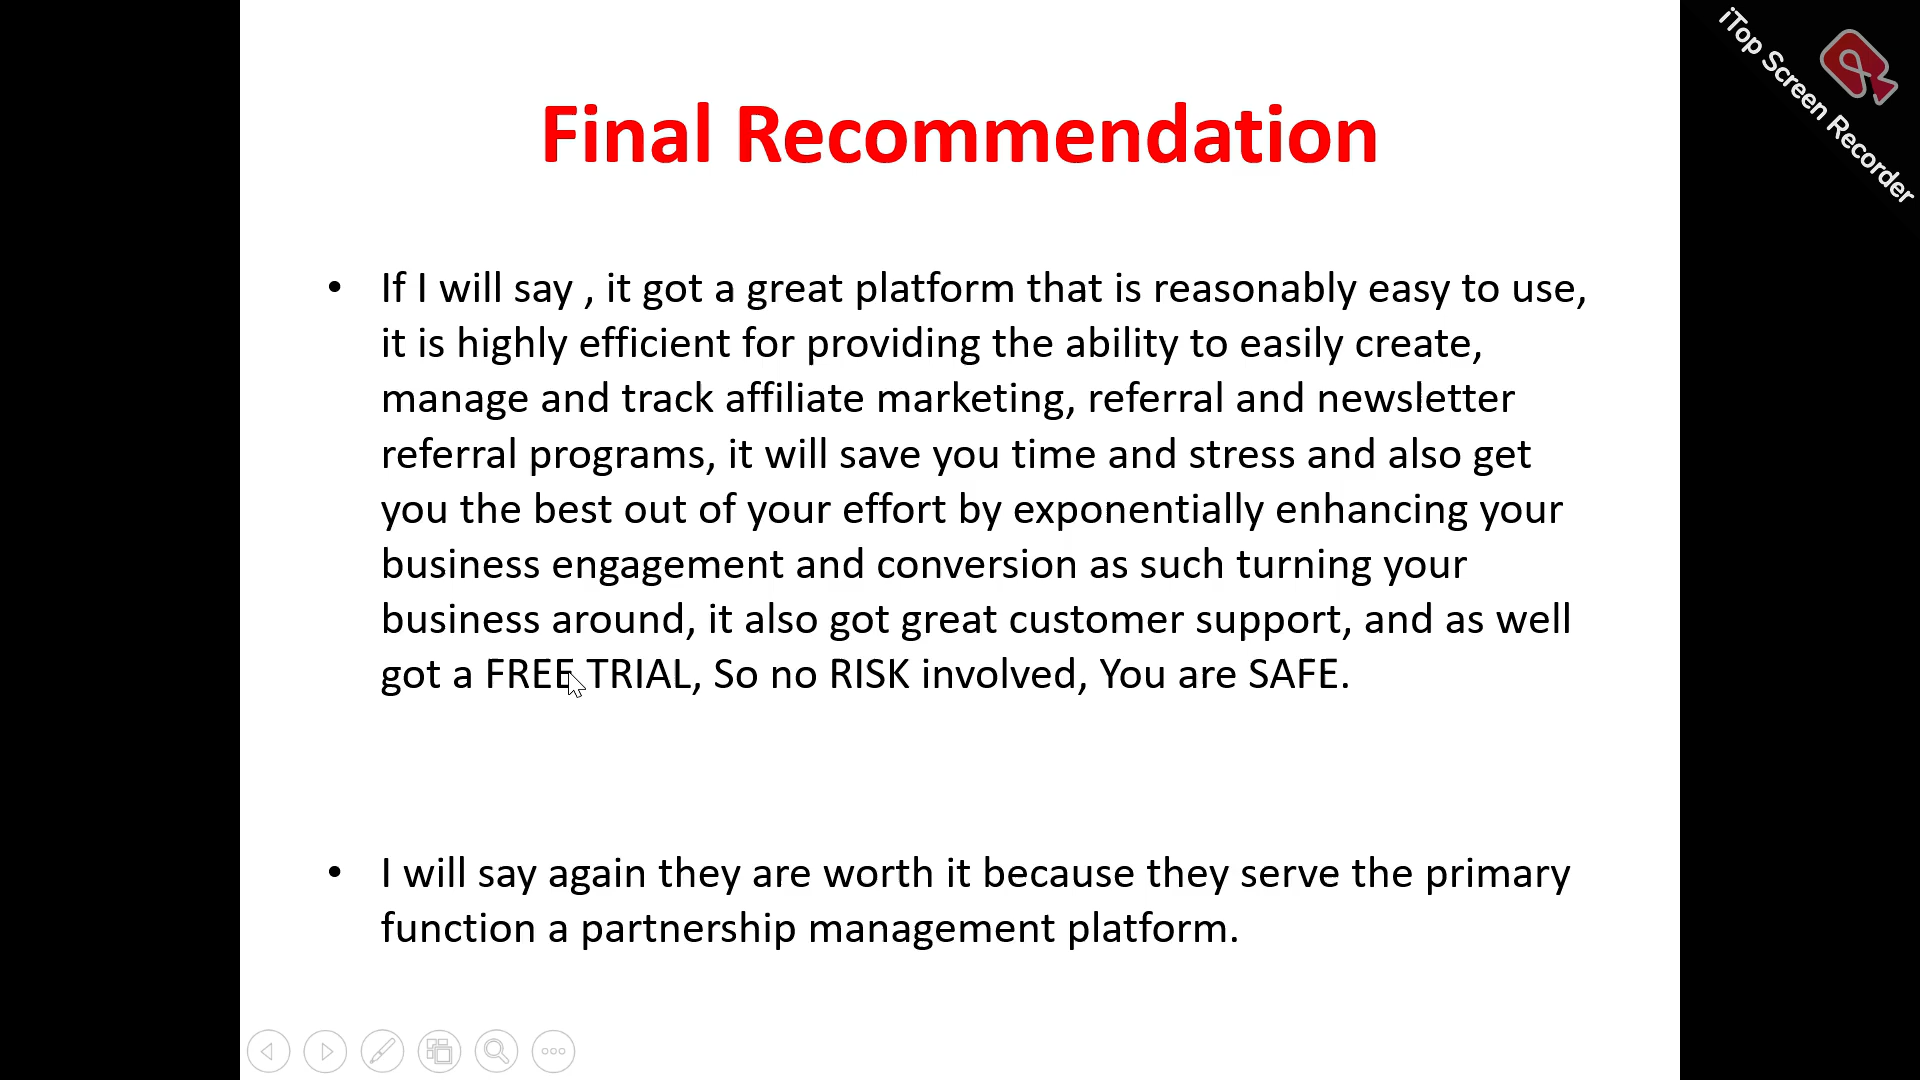 Final Recommendation
• If I will say , it got a great platform that is reasonably easy to use,
it is highly efficient for providing the ability to easily create,
manage and track affiliate marketing, referral and newsletter
referral programs, it will save you time and stress and also get
you the best out of your effort by exponentially enhancing your
business engagement and conversion as such turning your
business around, it also got great customer support, and as well
got a FREE TRIAL, So no RISK involved, You are SAFE.
• I will say again they are worth it because they serve the primary
function a partnership management platform.
iTop Screen Recorder